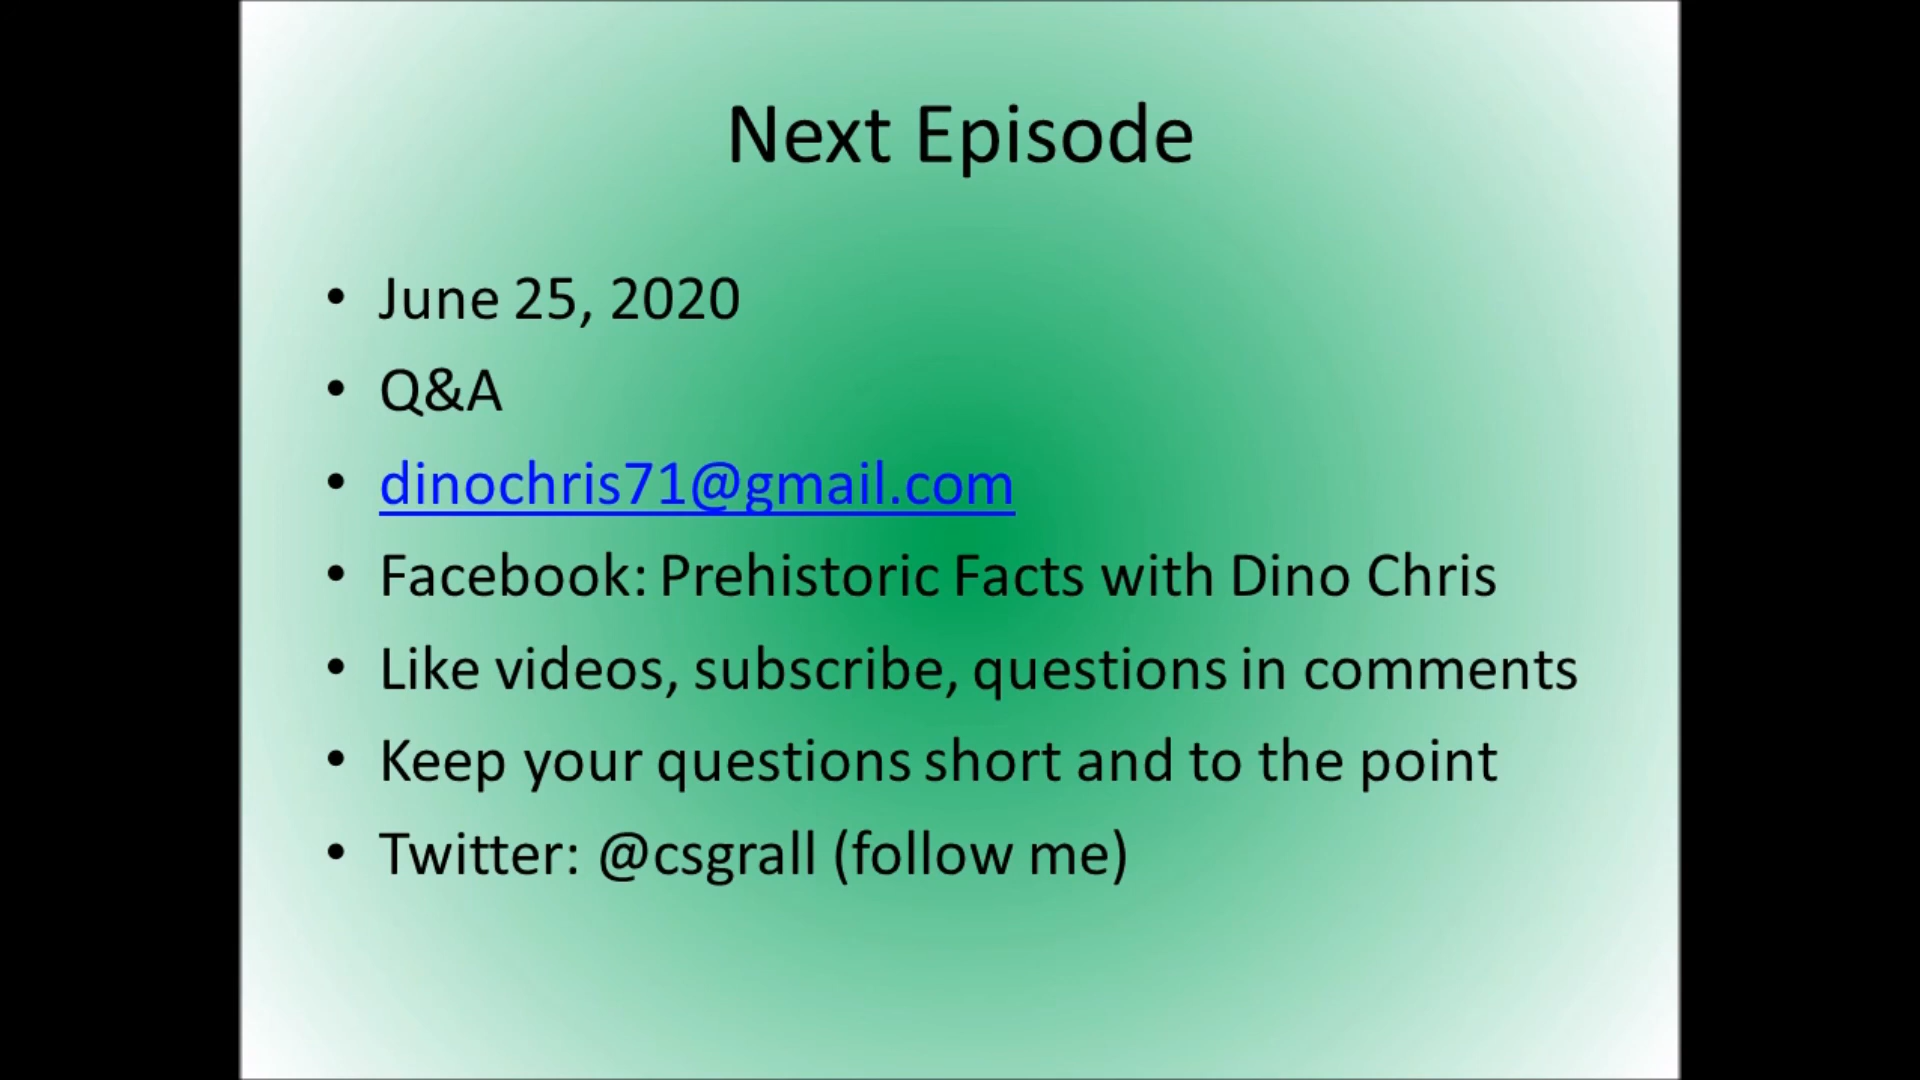 Next Episode
• June 25, 2020
• Q&A
• dinochris71@gmail.com
• Facebook: Prehistoric Facts with Dino Chris
• Like videos, subscribe, questions in comments
• Keep your questions short and to the point
• Twitter: @csgrall (follow me)